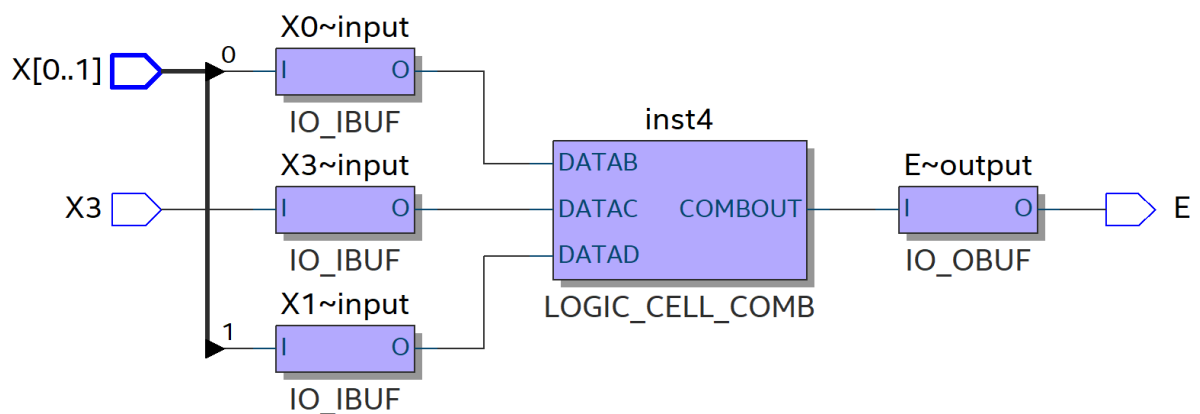 X0~input
0
X[0..1]
I
O
IO_IBUF
inst4
X3~input
DATAB
E~output
X3
I
O
DATAC
COMBOUT
I
O
E
IO_IBUF
DATAD
IO_OBUF
X1~input
LOGIC_CELL_COMB
1
I
O
IO_IBUF